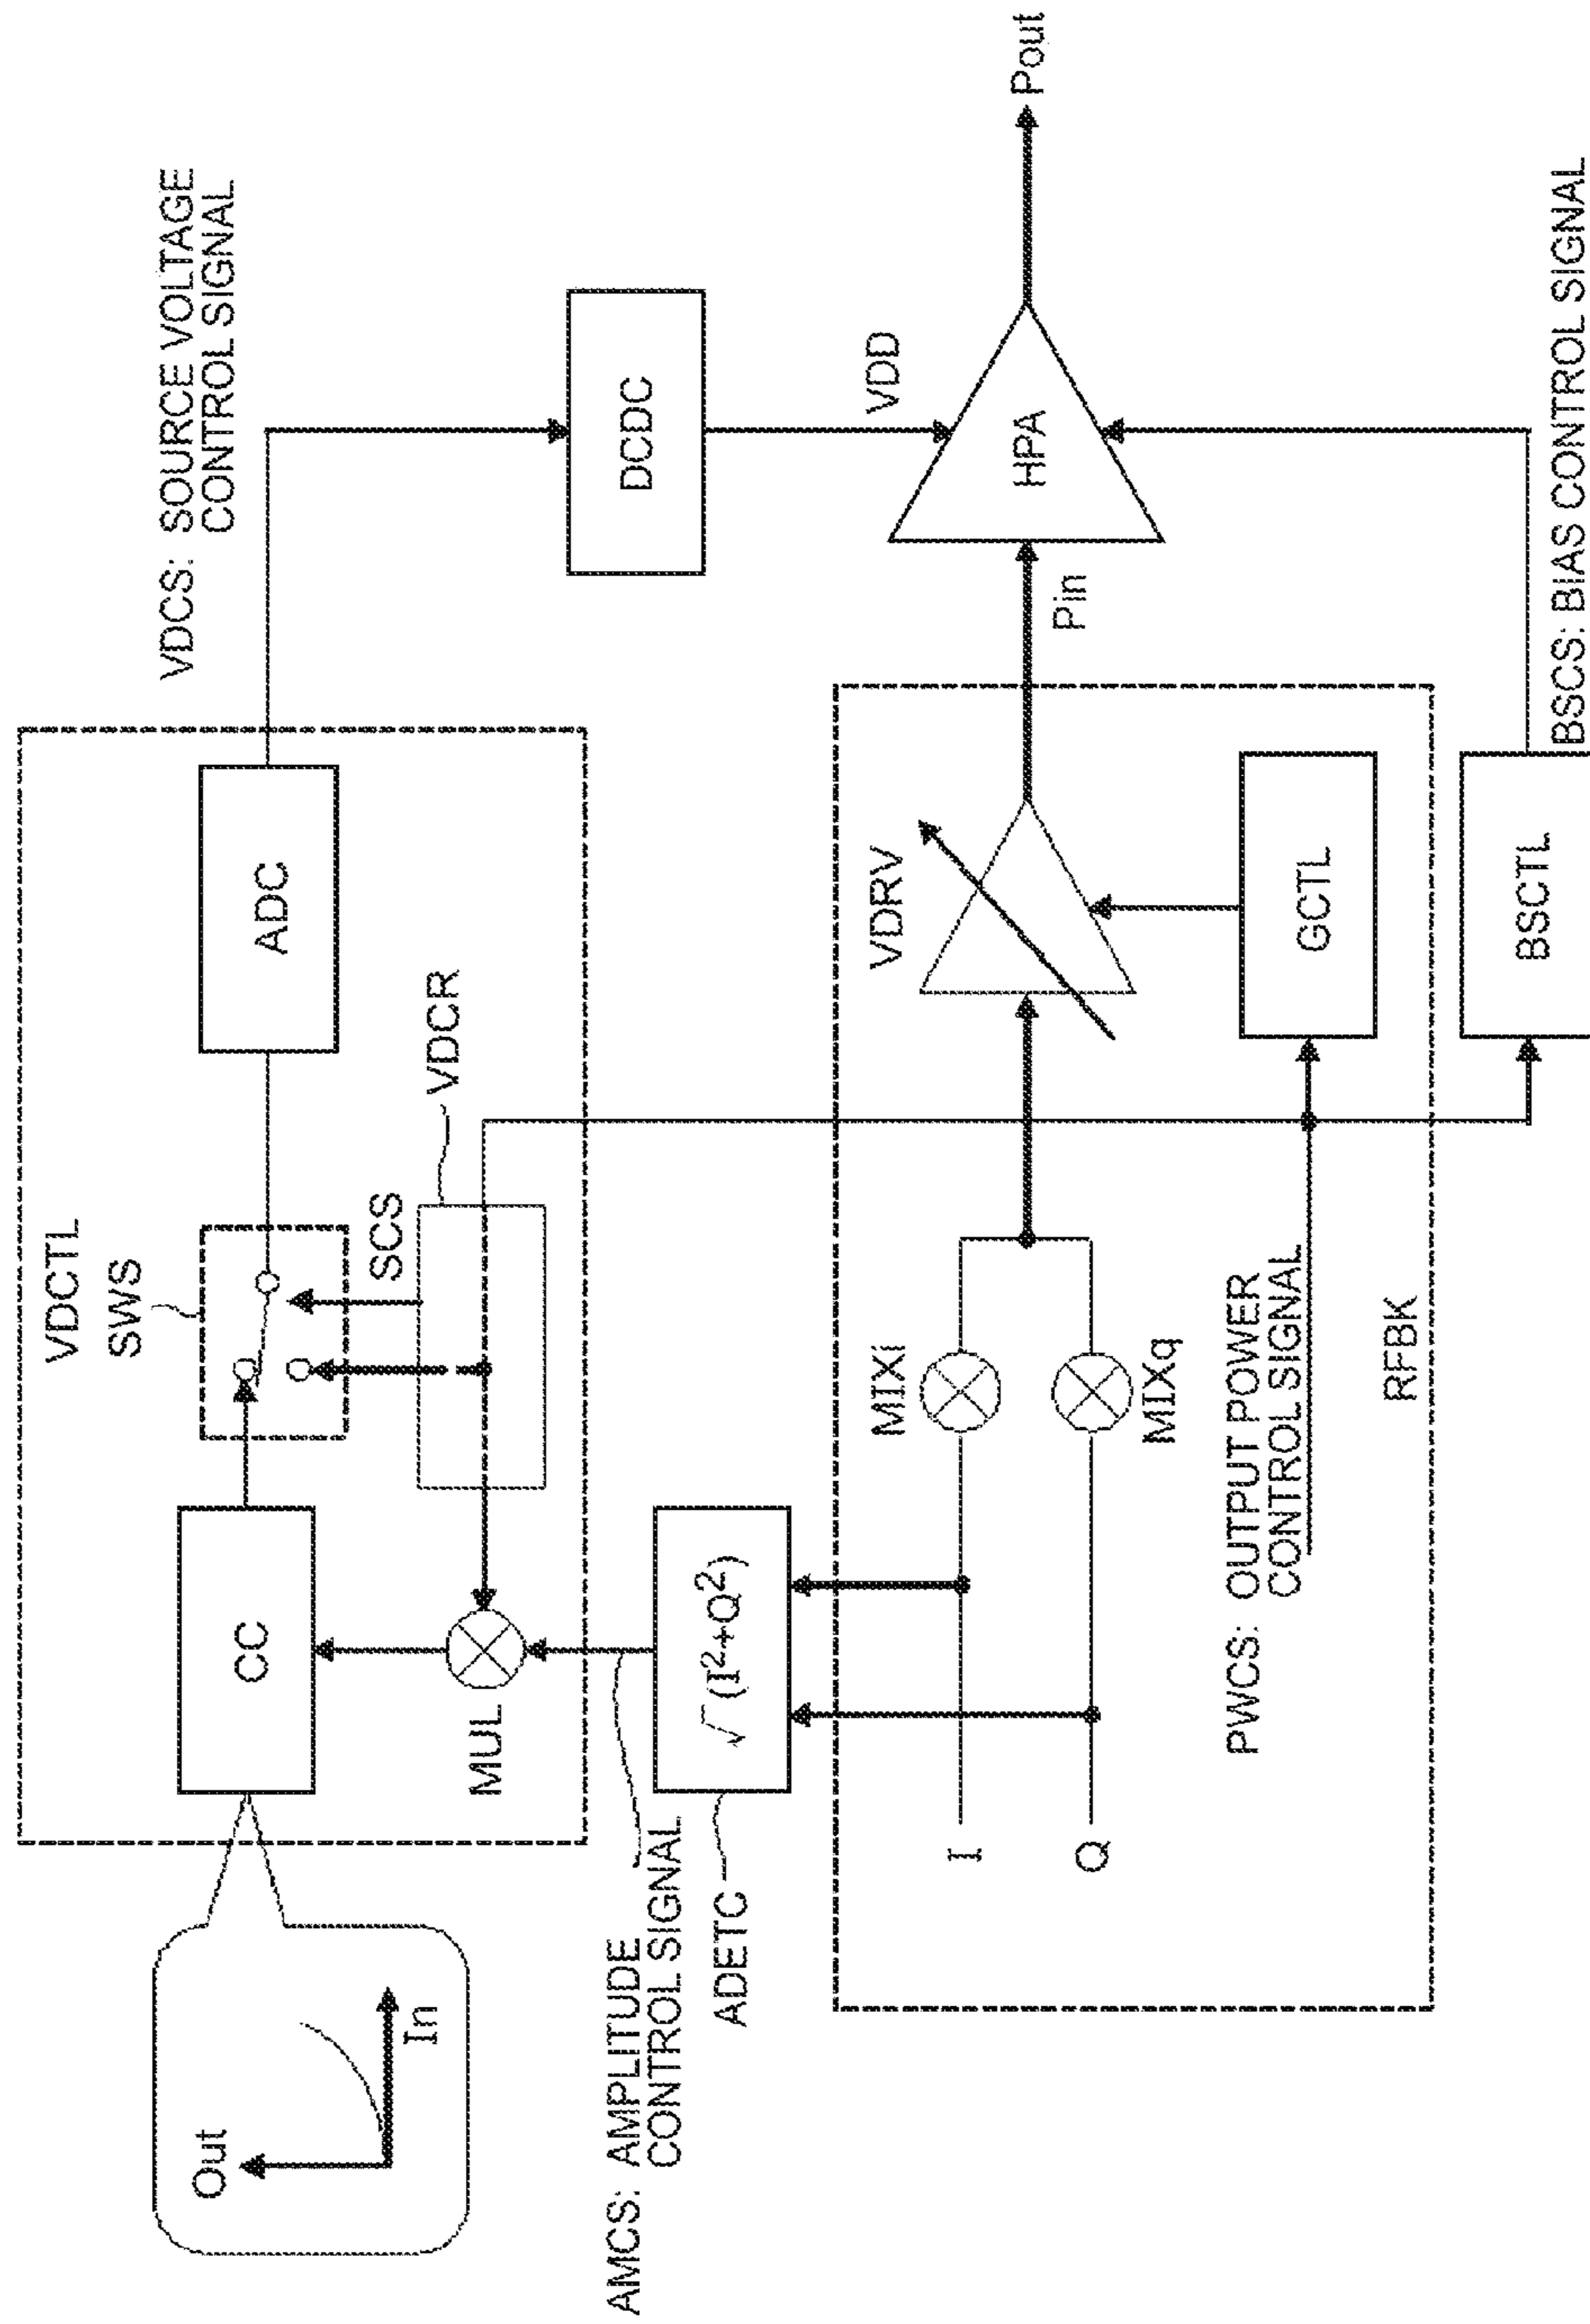 VDCTL
SWS
VDCS: SOURCE VOLTAGE
CONTROL SIGNAL
Out
In
CC
ADC
SCS
VDCR
MUL
DCDC
AMCS: AMPLITUDE
CONTROL SIGNAL
ADETC
√(I²+Q²)
VDD
MIXi
VDRV
I
Q
MIXq
Pin
HPA
Pout
PWCS: OUTPUT POWER
CONTROL SIGNAL
GCTL
RFBK
BSCTL
BSCS: BIAS CONTROL SIGNAL